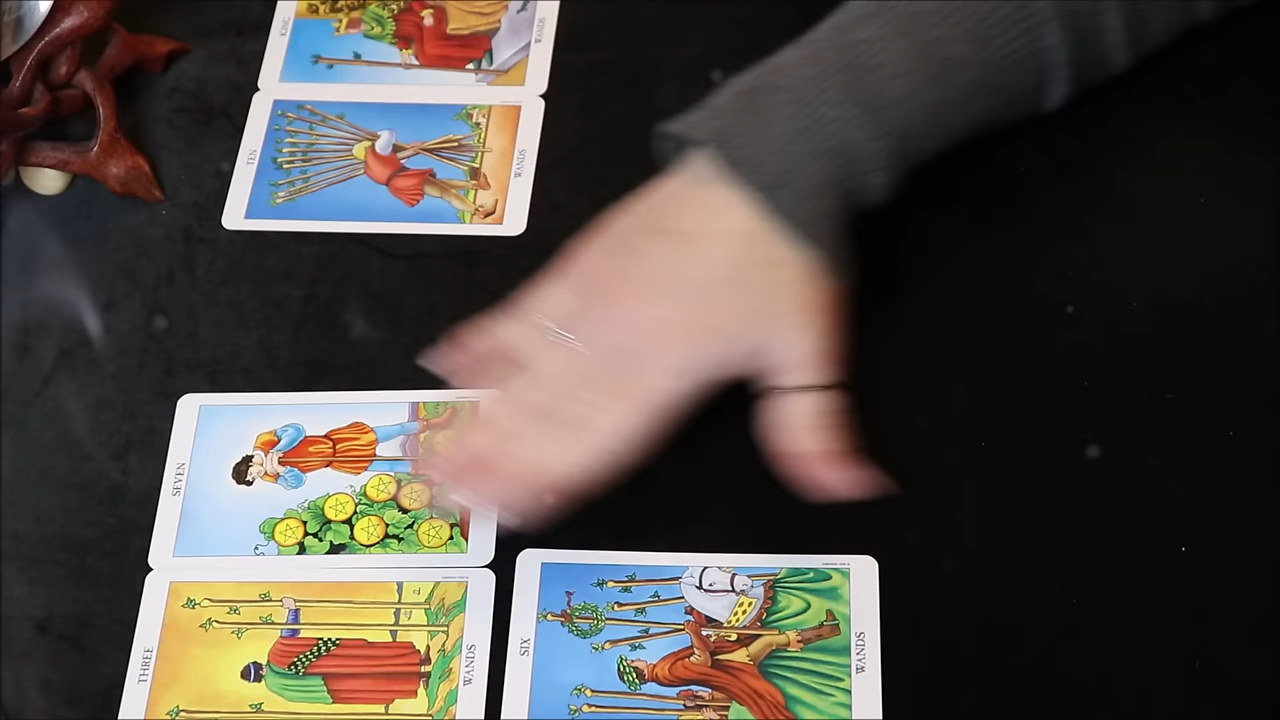 KING
WANDS
TEN
WANDS
SEVEN
THREE
WANDS
SIX
WANDS